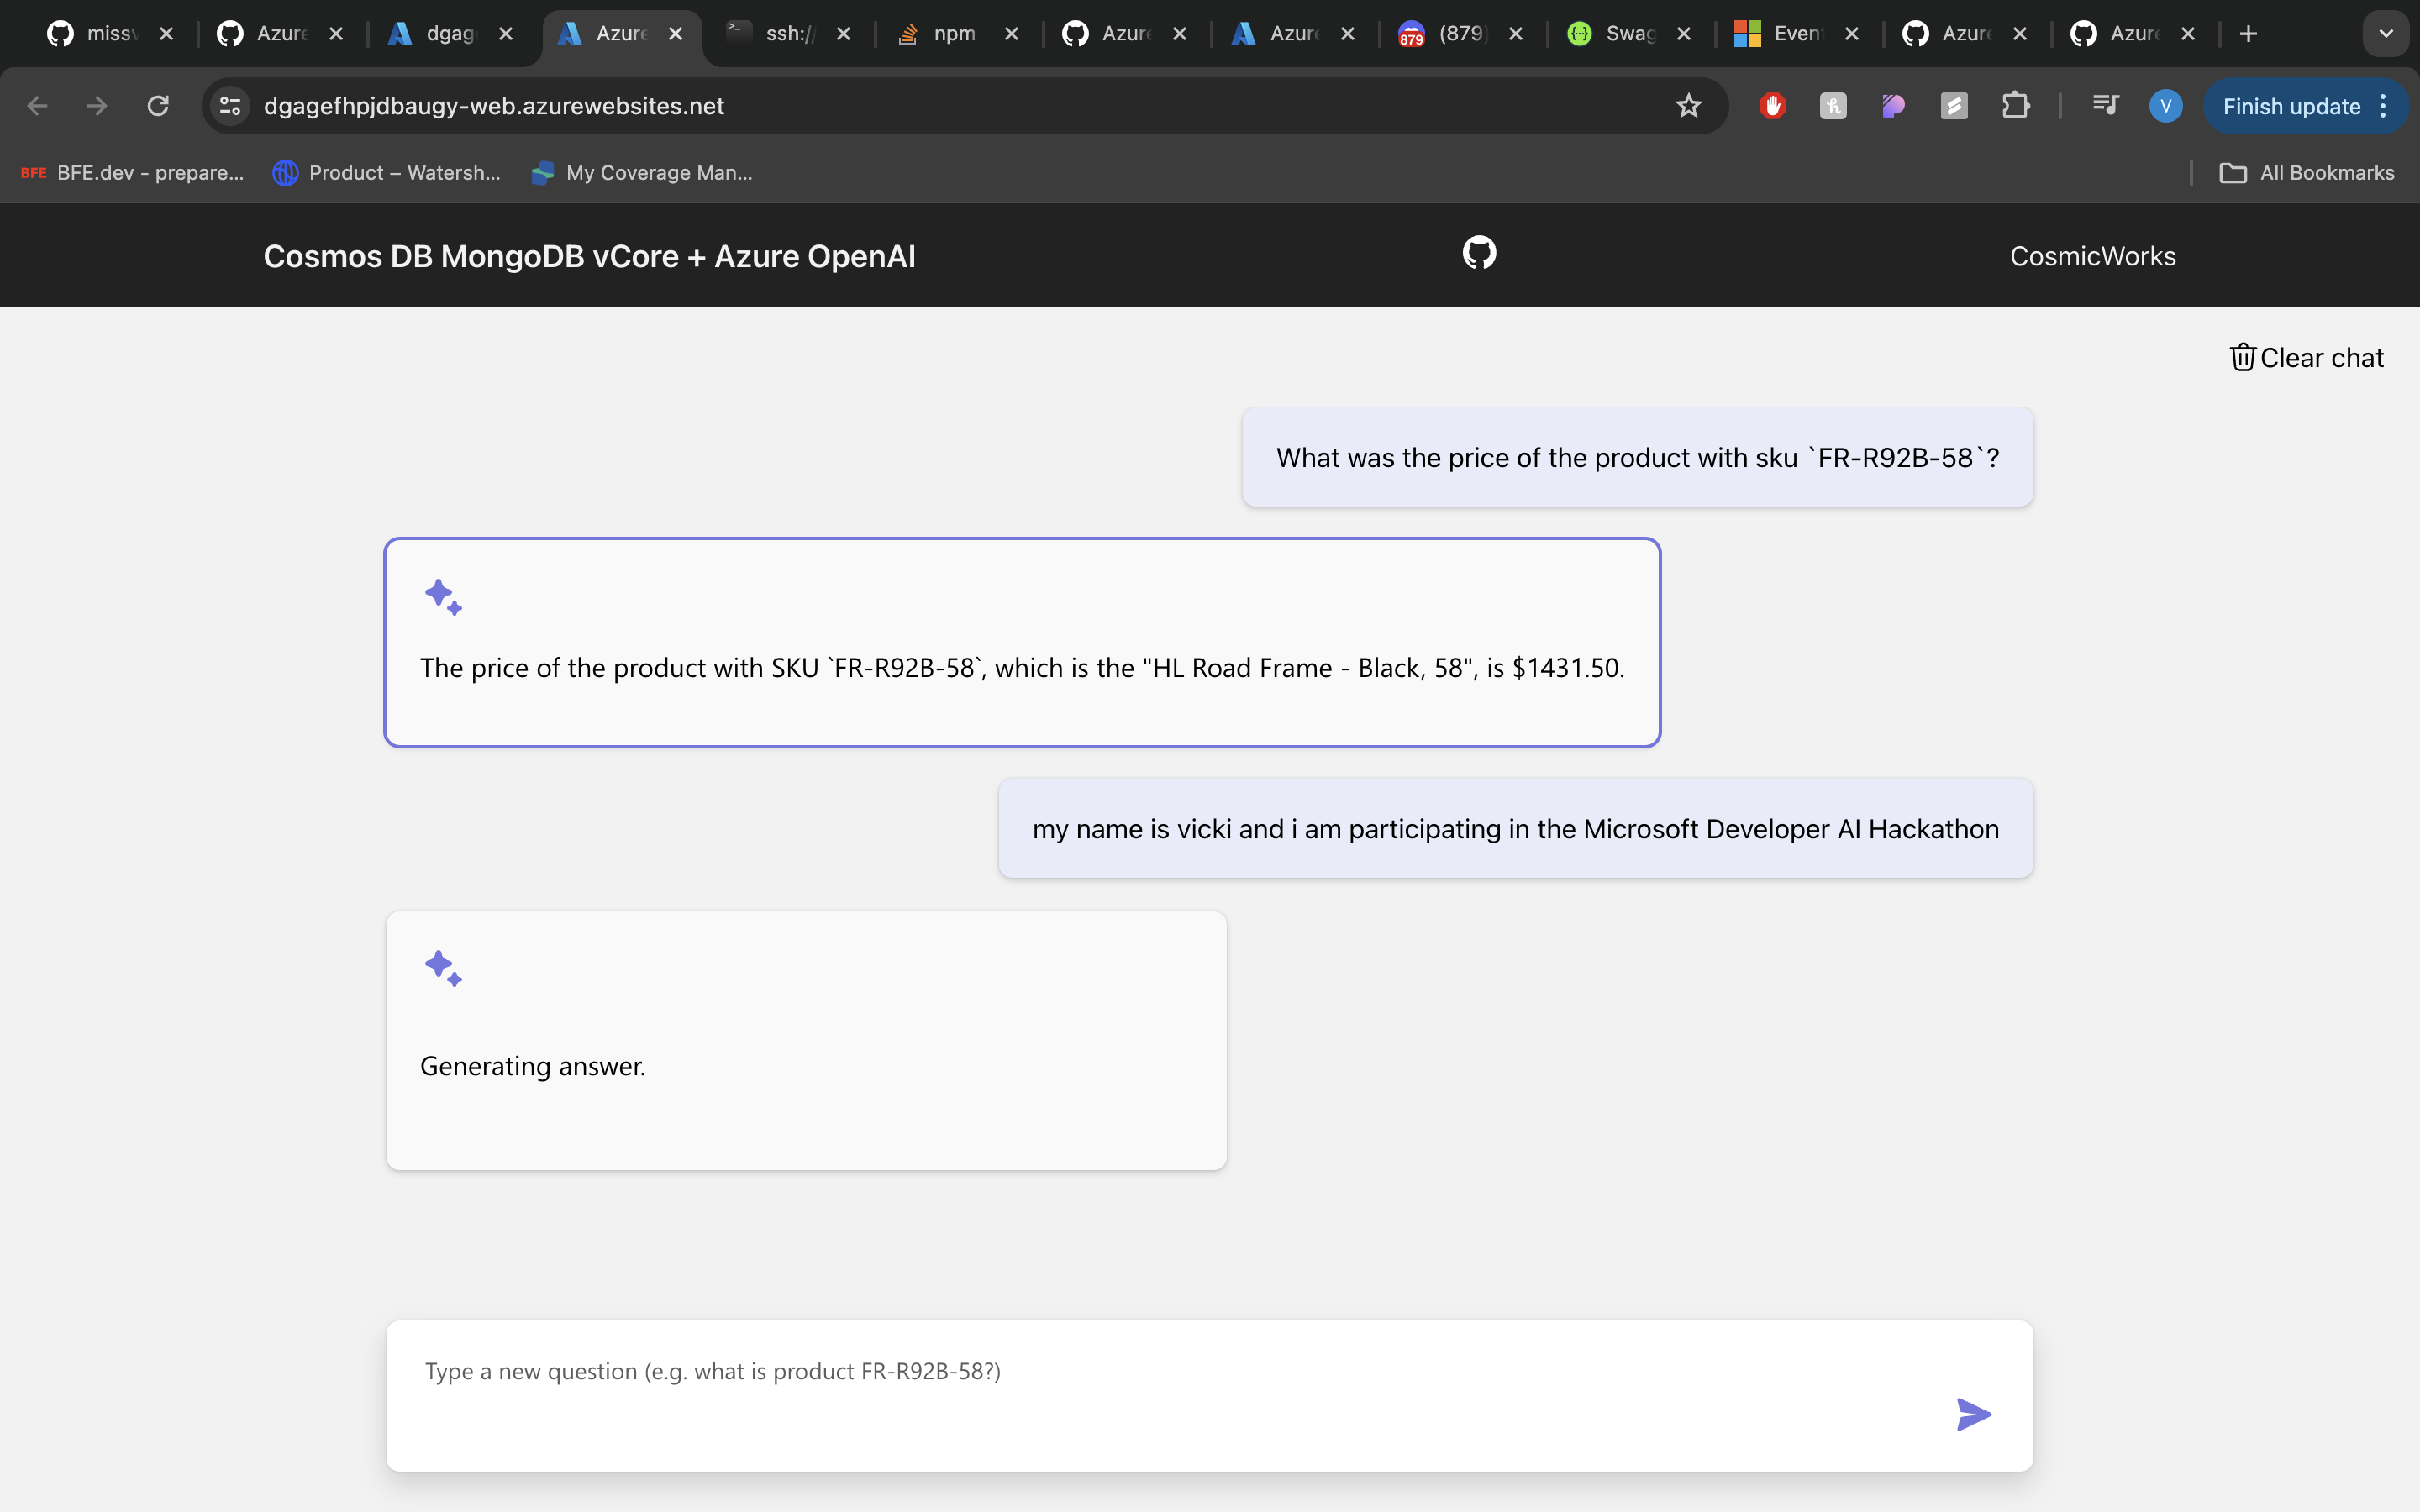 missv
Azure
dgag
Azure
ssh://
npm
Azure
Azure
879
(879)
Swag
Even
Azure
Azure
dgagefhpjdbaugy-web.azurewebsites.net
V
Finish update
BFE
BFE.dev - prepare...
Product – Watersh...
My Coverage Man...
All Bookmarks
Cosmos DB MongoDB vCore + Azure OpenAI
CosmicWorks
Clear chat
What was the price of the product with sku `FR-R92B-58`?
The price of the product with SKU `FR-R92B-58`, which is the "HL Road Frame - Black, 58", is $1431.50.
my name is vicki and i am participating in the Microsoft Developer AI Hackathon
Generating answer.
Type a new question (e.g. what is product FR-R92B-58?)